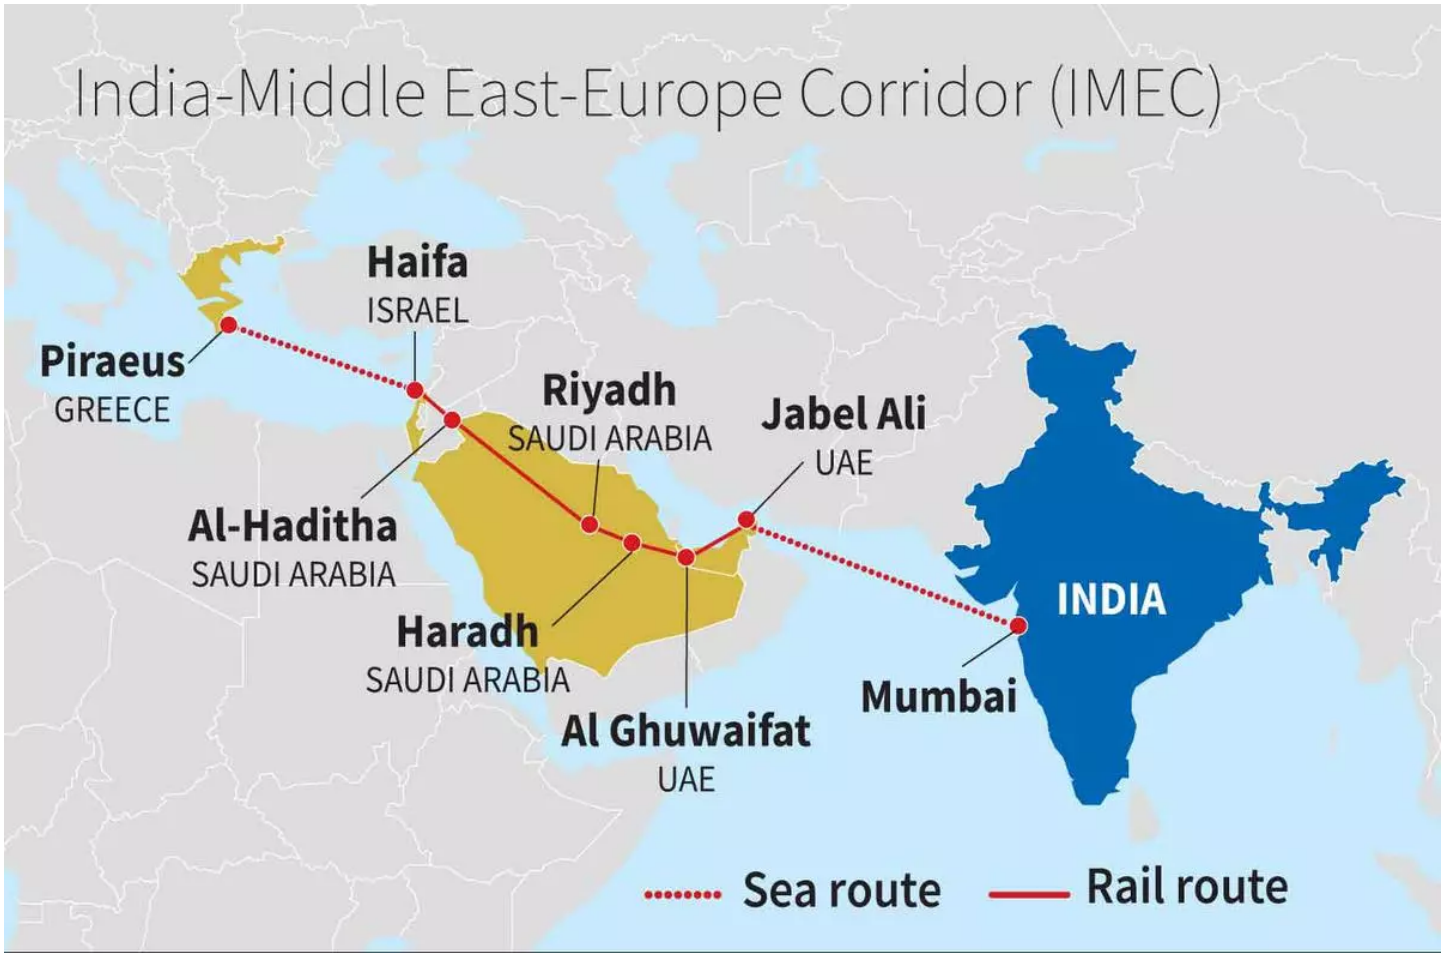 India-Middle East-Europe Corridor (IMEC)
Haifa
ISRAEL
Piraeus
GREECE
Riyadh
SAUDI ARABIA
Jabel Ali
UAE
Al-Haditha
SAUDI ARABIA
Haradh
SAUDI ARABIA
INDIA
Mumbai
Al Ghuwaifat
UAE
Sea route
Rail route